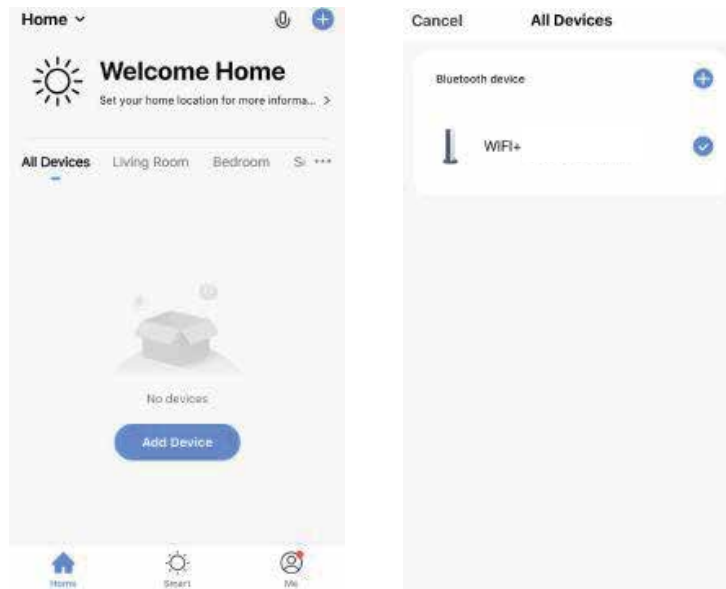 Home
Welcome Home
Set your home location for more informa... >
All Devices Living Room Bedroom S ...
No devices
Add Device
Home Smart Me
Cancel All Devices
Bluetooth device
WiFI+